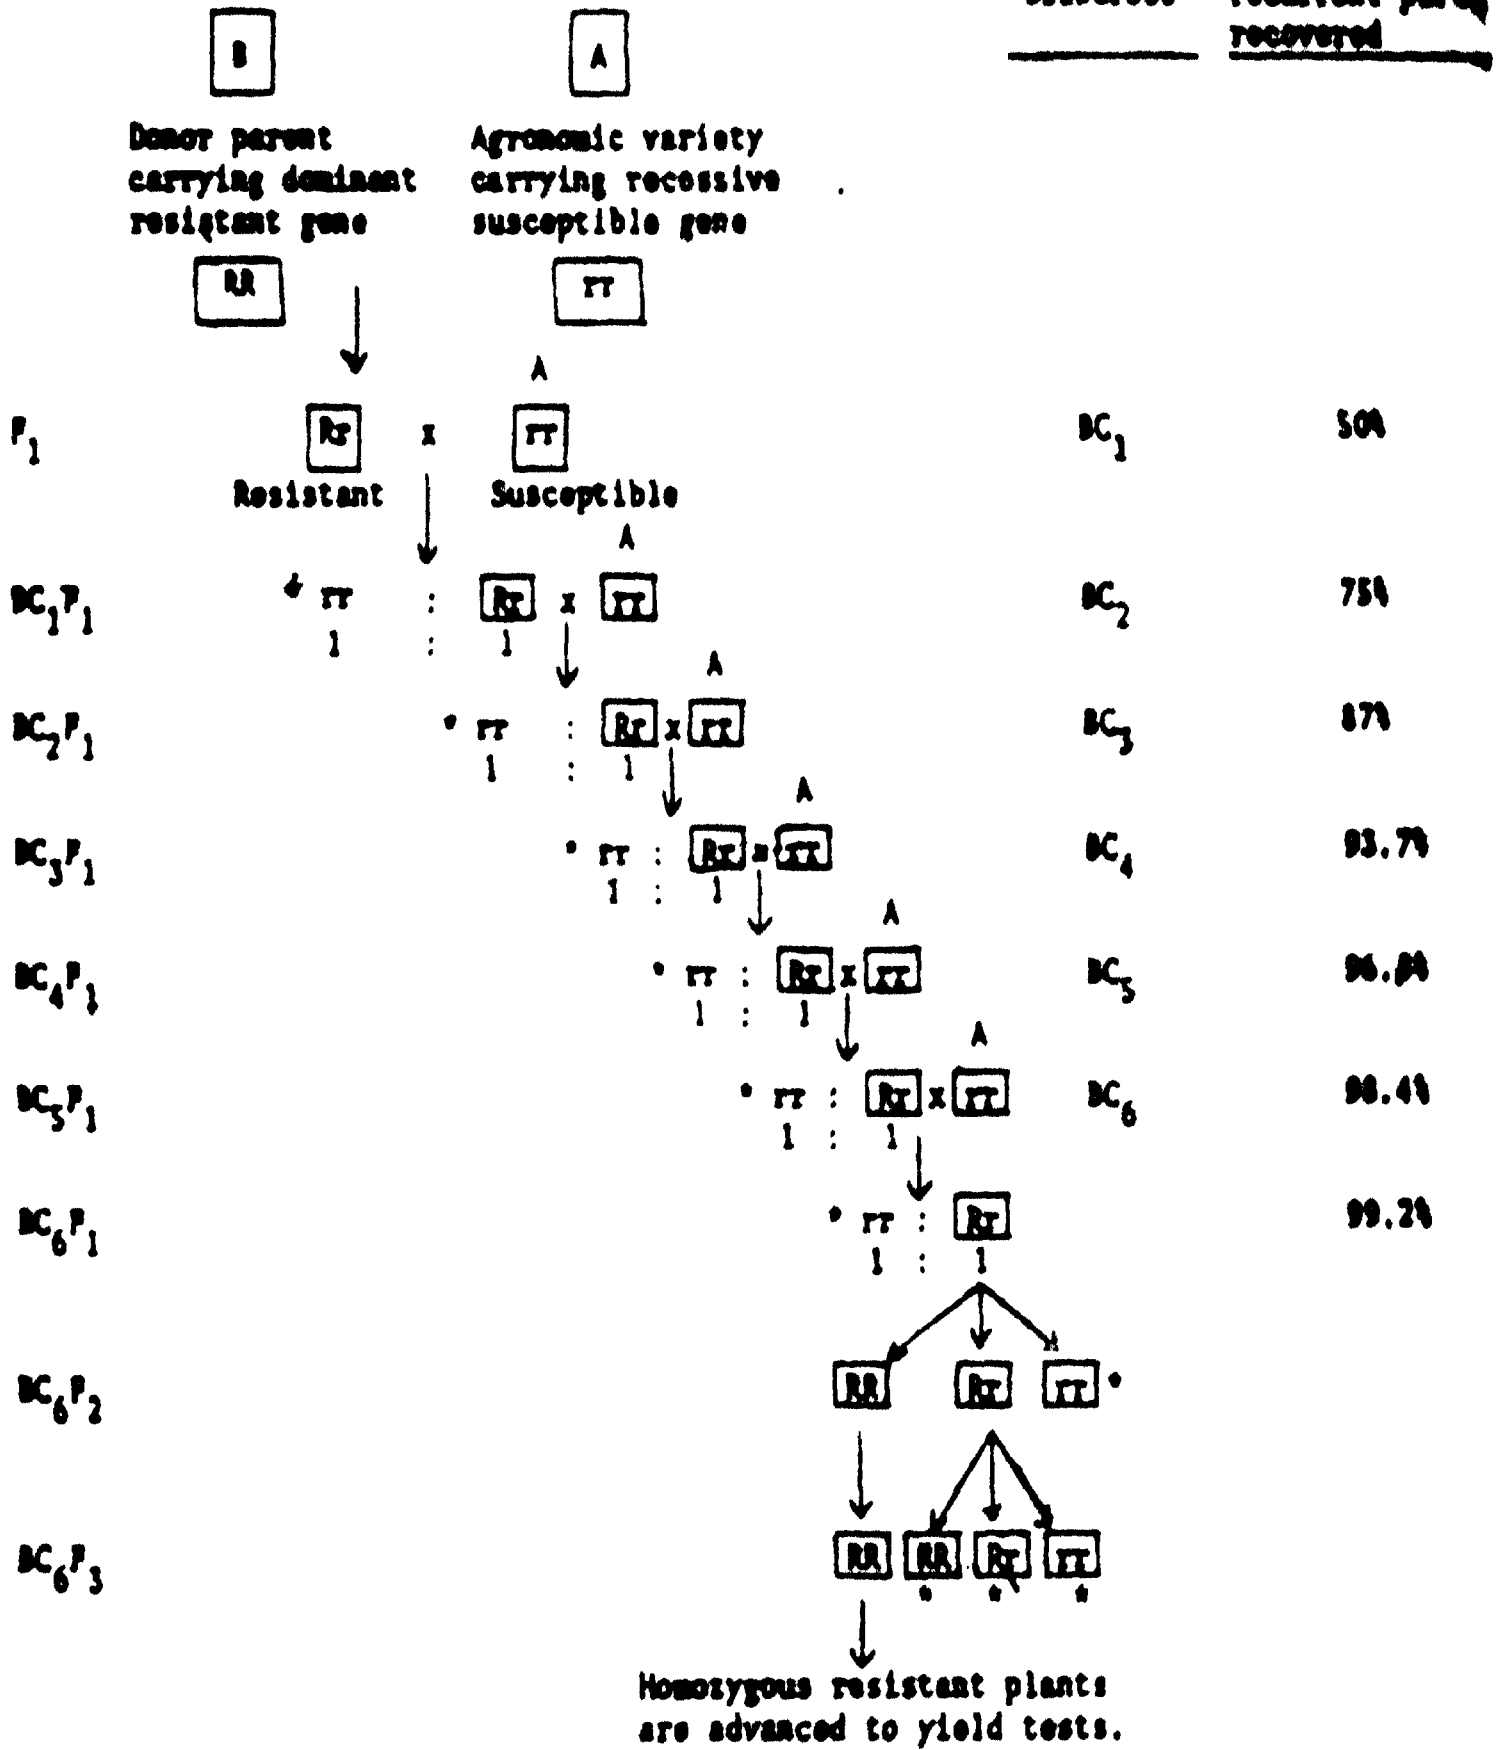 recovered
B A
Donor parent Agronomic variety
carrying dominant carrying recessive
resistant gene susceptible gene
RR rr
A
F1 Rr x rr BC1 50%
Resistant Susceptible
A
BC1F1 * rr : Rr x rr BC2 75%
1 : 1
A
BC2F1 * rr : Rr x rr BC3 87%
1 : 1
A
BC3F1 * rr : Rr x rr BC4 93.7%
1 : 1
A
BC4F1 * rr : Rr x rr BC5
1 : 1
A
BC5F1 * rr : Rr x rr BC6 98.4%
1 : 1
BC6F1 * rr : Rr 99.2%
1 : 1
BC6F2 RR Rr rr *
BC6F3 RR RR Rr rr
* * *
Homozygous resistant plants
are advanced to yield tests.